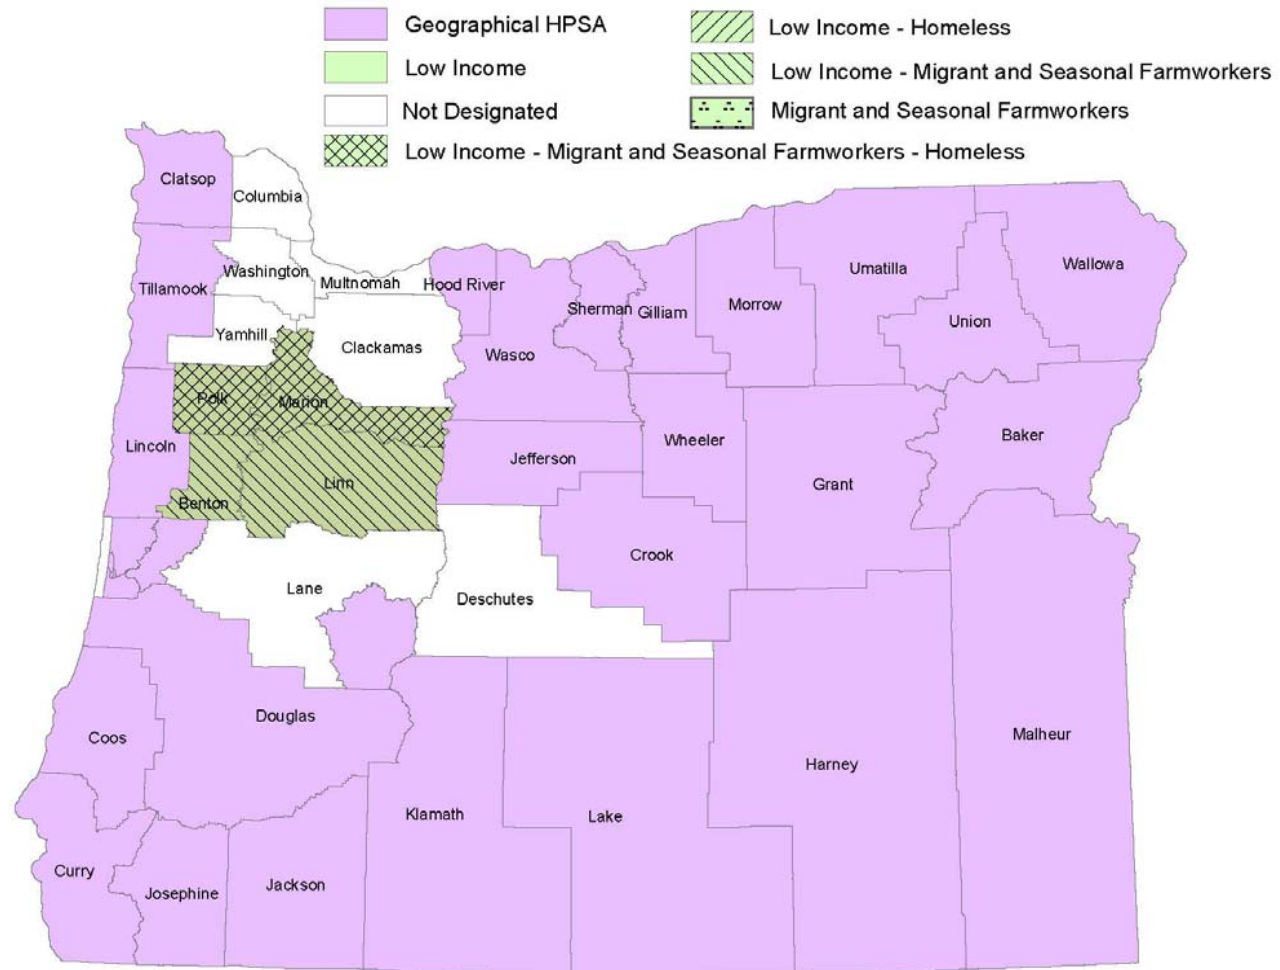 Geographical HPSA
Low Income
Not Designated
Low Income - Migrant and Seasonal Farmworkers - Homeless
Low Income - Homeless
Low Income - Migrant and Seasonal Farmworkers
Migrant and Seasonal Farmworkers
Clatsop
Columbia
Washington
Multnomah
Hood River
Tillamook
Yamhill
Clackamas
Wasco
Sherman
Gilliam
Morrow
Umatilla
Union
Wallowa
Polk
Marion
Lincoln
Benton
Linn
Jefferson
Wheeler
Grant
Baker
Crook
Lane
Deschutes
Coos
Douglas
Klamath
Lake
Harney
Malheur
Curry
Josephine
Jackson